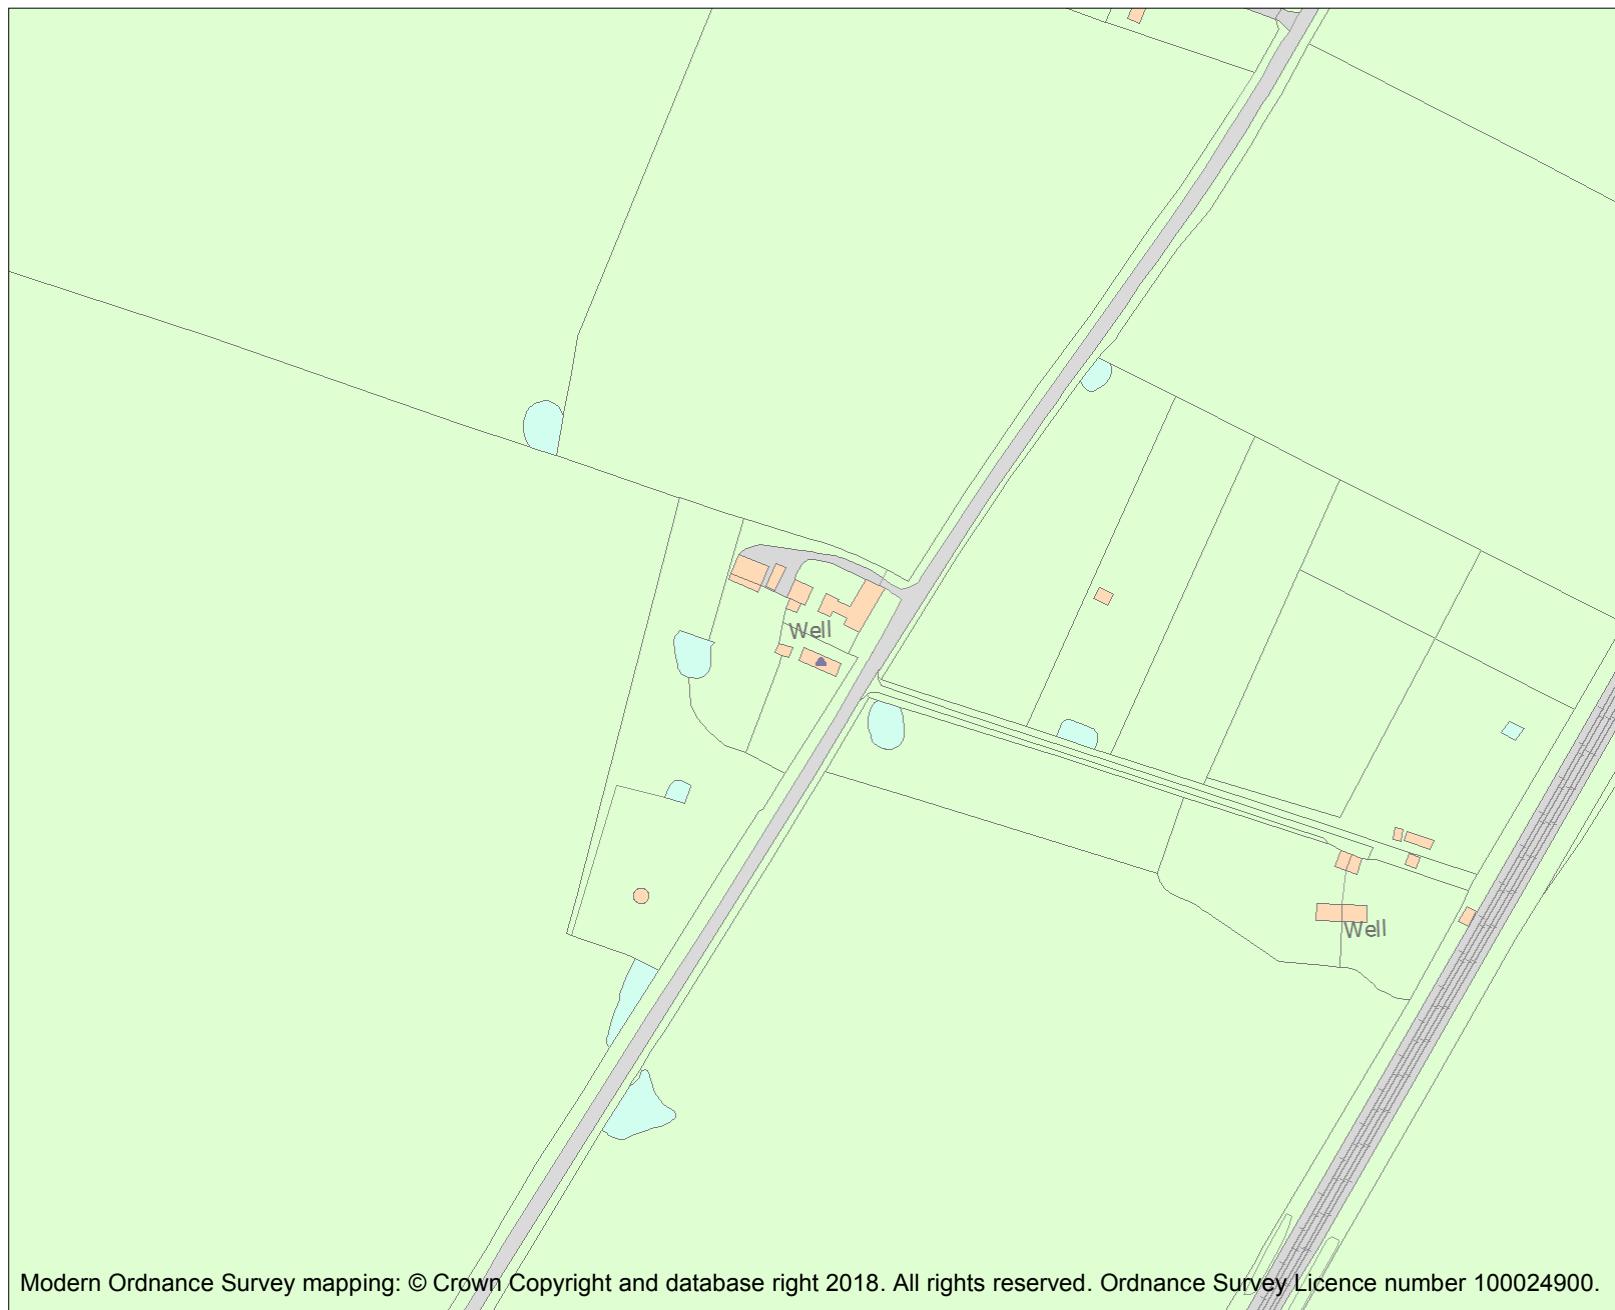 Well
Well
Modern Ordnance Survey mapping: © Crown Copyright and database right 2018. All rights reserved. Ordnance Survey Licence number 100024900.